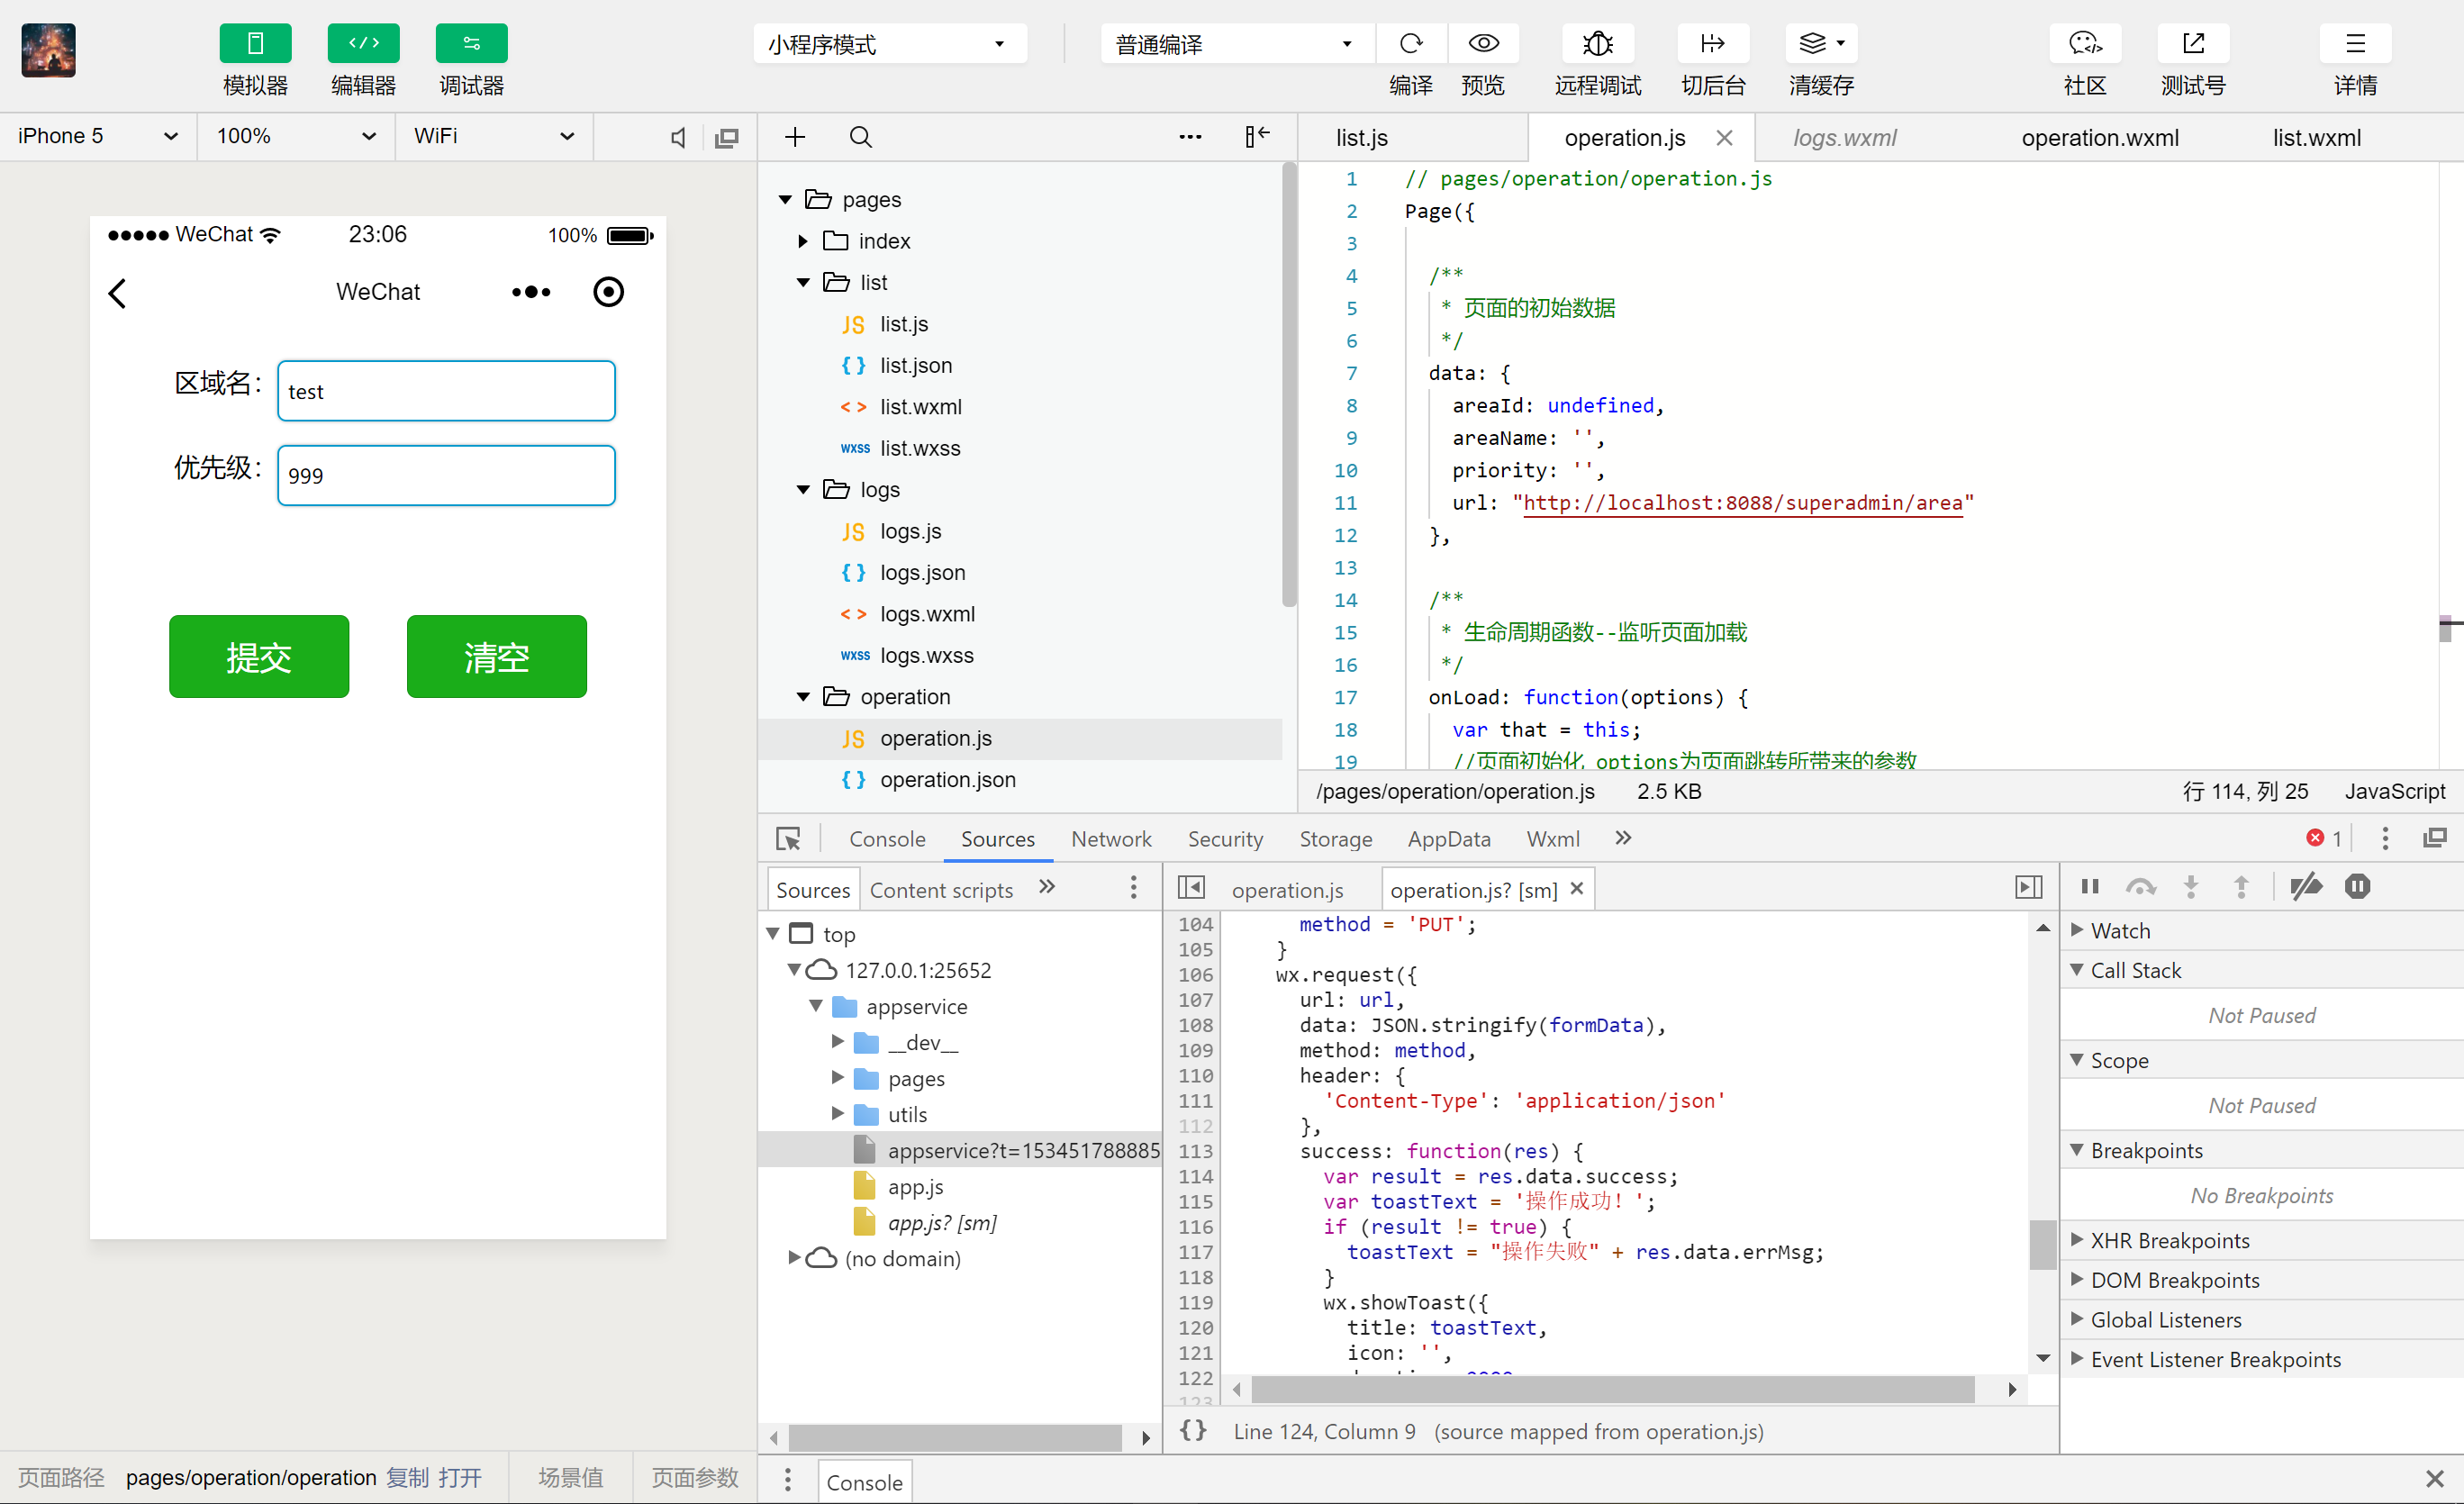 小程序模式
普通编译
模拟器
编辑器
调试器
编译
预览
远程调试
切后台
清缓存
社区
测试号
详情
iPhone 5
100%
WiFi
WeChat
23:06
100%
WeChat
区域名：
test
优先级：
999
提交
清空
页面路径
pages/operation/operation
复制
打开
场景值
页面参数
pages
index
list
JS list.js
{ } list.json
< > list.wxml
wxss list.wxss
logs
JS logs.js
{ } logs.json
< > logs.wxml
wxss logs.wxss
operation
JS operation.js
{ } operation.json
list.js
operation.js
logs.wxml
operation.wxml
list.wxml
1 // pages/operation/operation.js
2 Page({
3
4 /**
5 * 页面的初始数据
6 */
7 data: {
8 areaId: undefined,
9 areaName: '',
10 priority: '',
11 url: "http://localhost:8088/superadmin/area"
12 },
13
14 /**
15 * 生命周期函数--监听页面加载
16 */
17 onLoad: function(options) {
18 var that = this;
19 //页面初始化 options为页面跳转所带来的参数
/pages/operation/operation.js
2.5 KB
行 114, 列 25
JavaScript
Console
Sources
Network
Security
Storage
AppData
Wxml
1
Sources
Content scripts
top
127.0.0.1:25652
appservice
__dev__
pages
utils
appservice?t=153451788885
app.js
app.js? [sm]
(no domain)
operation.js
operation.js? [sm]
104 method = 'PUT';
105 }
106 wx.request({
107 url: url,
108 data: JSON.stringify(formData),
109 method: method,
110 header: {
111 'Content-Type': 'application/json'
112 },
113 success: function(res) {
114 var result = res.data.success;
115 var toastText = '操作成功！';
116 if (result != true) {
117 toastText = "操作失败" + res.data.errMsg;
118 }
119 wx.showToast({
120 title: toastText,
121 icon: '',
122
123
{} Line 124, Column 9 (source mapped from operation.js)
Watch
Call Stack
Not Paused
Scope
Not Paused
Breakpoints
No Breakpoints
XHR Breakpoints
DOM Breakpoints
Global Listeners
Event Listener Breakpoints
Console